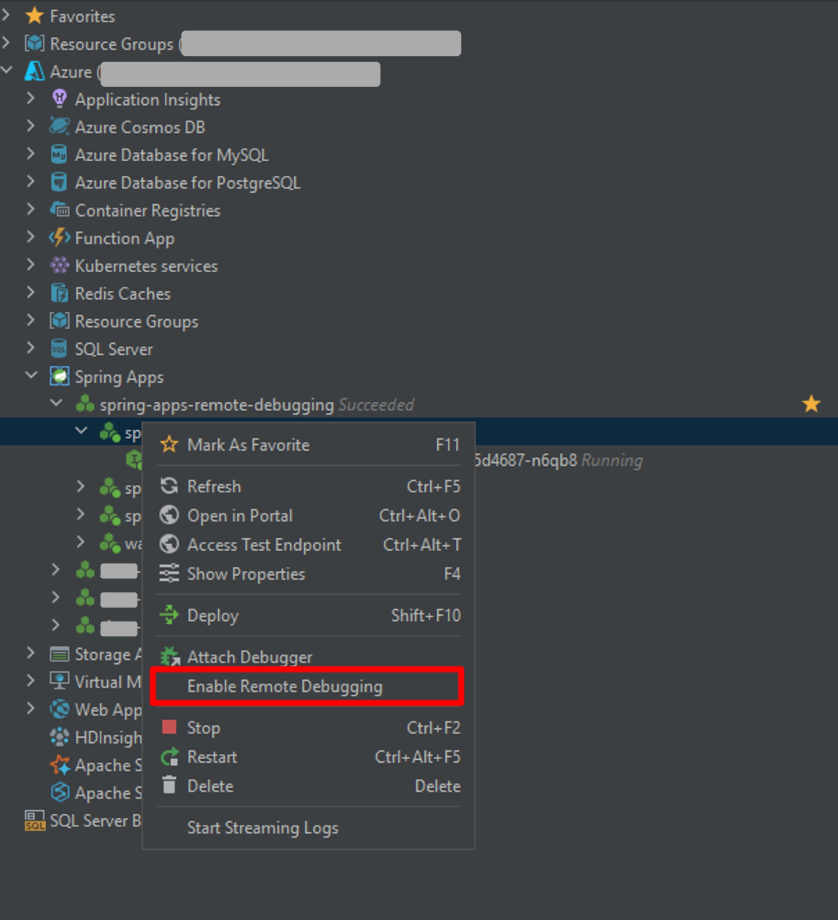 Favorites
Resource Groups (
Azure (
Application Insights
Azure Cosmos DB
Azure Database for MySQL
Azure Database for PostgreSQL
Container Registries
Function App
Kubernetes services
Redis Caches
Resource Groups
SQL Server
Spring Apps
spring-apps-remote-debugging Succeeded
sp
Mark As Favorite F11
5d4687-n6qb8 Running
Refresh Ctrl+F5
sp
Open in Portal Ctrl+Alt+O
sp
Access Test Endpoint Ctrl+Alt+T
wa
Show Properties F4
Deploy Shift+F10
Storage A
Attach Debugger
Virtual M
Enable Remote Debugging
Web App
Stop Ctrl+F2
HDInsigh
Restart Ctrl+Alt+F5
Apache S
Delete Delete
Apache S
SQL Server B
Start Streaming Logs